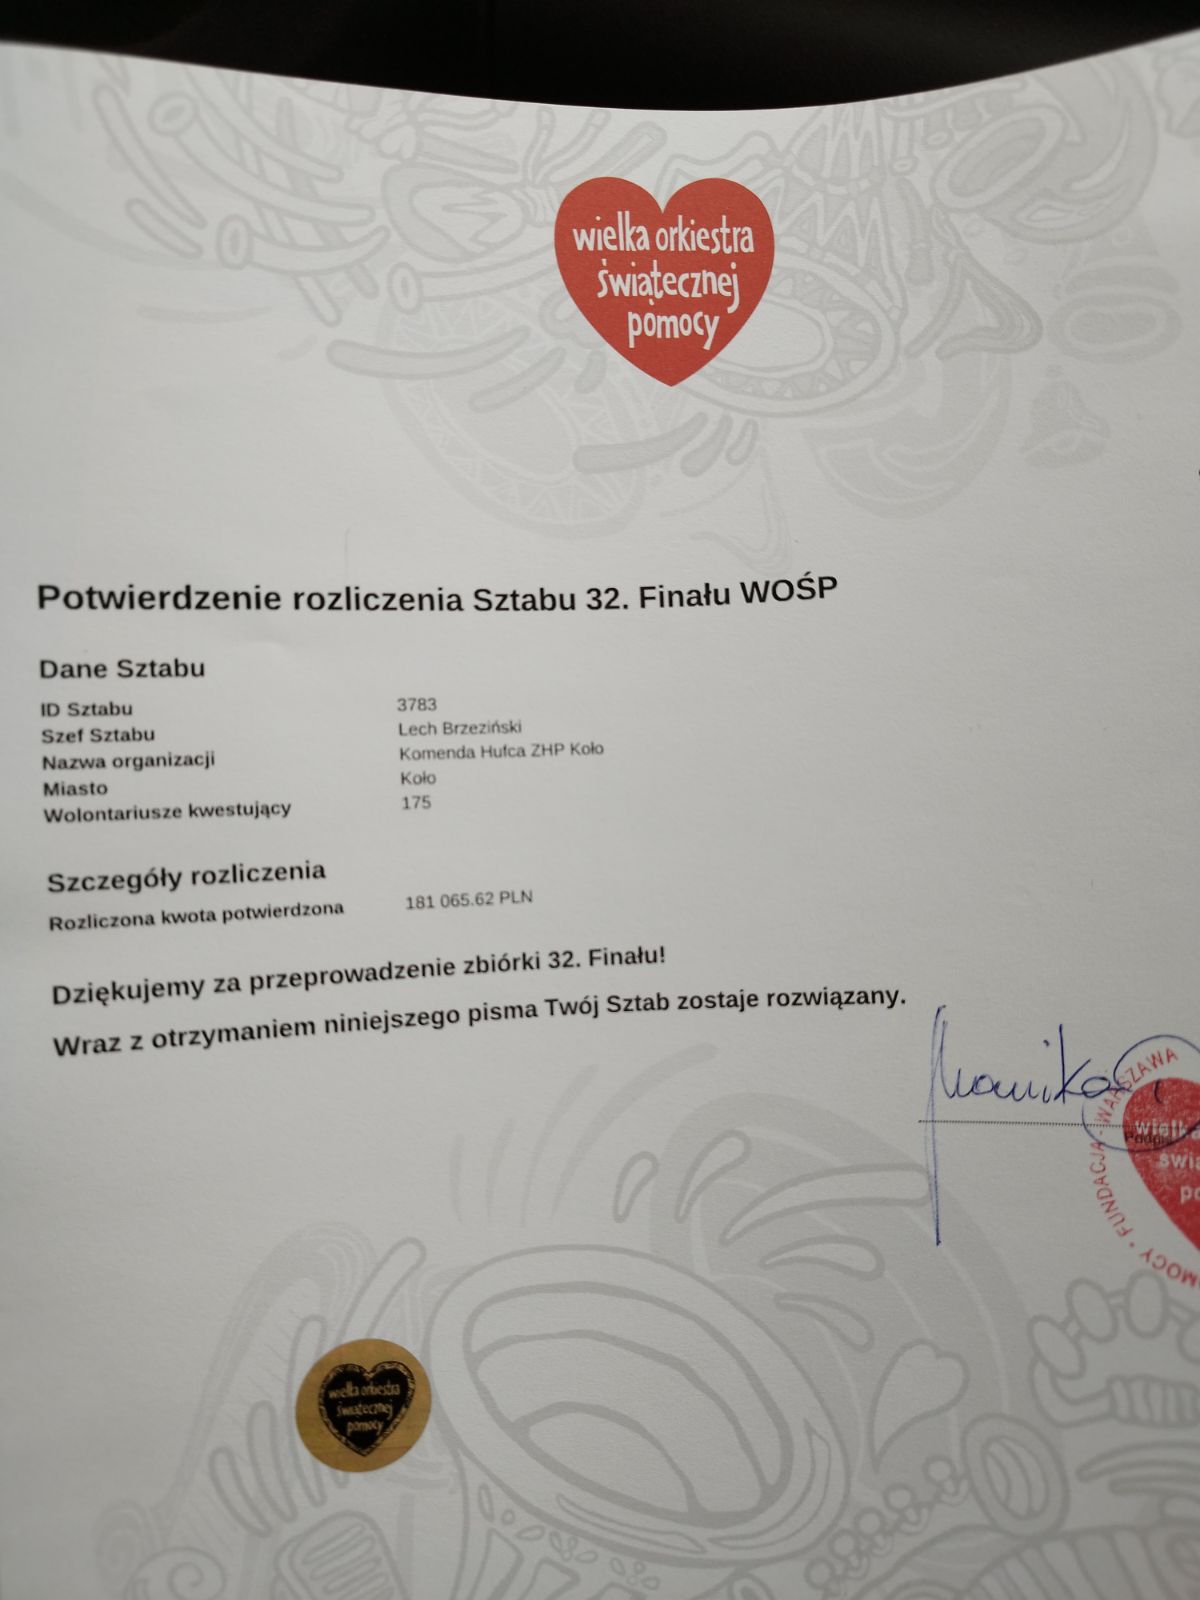 wielka orkiestra
świątecznej
pomocy
Potwierdzenie rozliczenia Sztabu 32. Finału WOŚP
Dane Sztabu
ID Sztabu 3783
Szef Sztabu Lech Brzeziński
Nazwa organizacji Komenda Hufca ZHP Koło
Miasto Koło
Wolontariusze kwestujący 175
Szczegóły rozliczenia
Rozliczona kwota potwierdzona 181 065.62 PLN
Dziękujemy za przeprowadzenie zbiórki 32. Finału!
Wraz z otrzymaniem niniejszego pisma Twój Sztab zostaje rozwiązany.
FUNDACJA - WARSZAWA
wielka orkiestra
świątecznej
pomocy